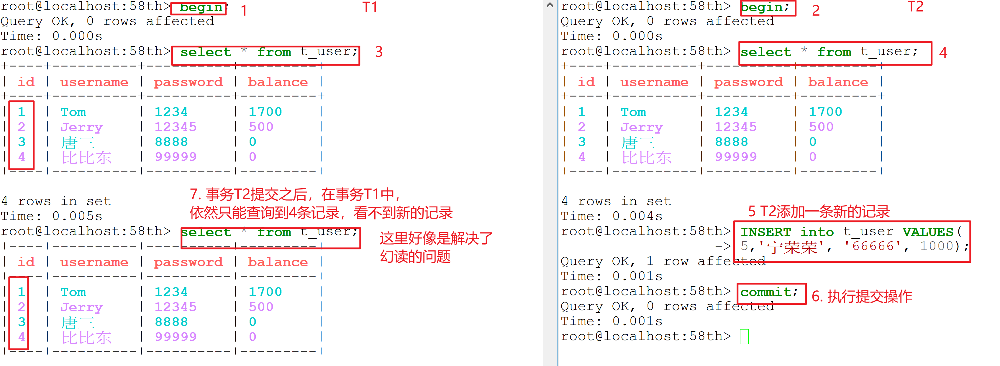 root@localhost:58th> begin; 1 T1
Query OK, 0 rows affected
Time: 0.000s
root@localhost:58th> select * from t_user; 3
+----+----------+----------+---------+
| id | username | password | balance |
+----+----------+----------+---------+
| 1 | Tom | 1234 | 1700 |
| 2 | Jerry | 12345 | 500 |
| 3 | 唐三 | 8888 | 0 |
| 4 | 比比东 | 99999 | 0 |
+----+----------+----------+---------+
7. 事务T2提交之后，在事务T1中，
依然只能查询到4条记录，看不到新的记录
4 rows in set
Time: 0.005s
root@localhost:58th> select * from t_user;
这里好像是解决了
幻读的问题
+----+----------+----------+---------+
| id | username | password | balance |
+----+----------+----------+---------+
| 1 | Tom | 1234 | 1700 |
| 2 | Jerry | 12345 | 500 |
| 3 | 唐三 | 8888 | 0 |
| 4 | 比比东 | 99999 | 0 |
+----+----------+----------+---------+
root@localhost:58th> begin; 2 T2
Query OK, 0 rows affected
Time: 0.000s
root@localhost:58th> select * from t_user; 4
+----+----------+----------+---------+
| id | username | password | balance |
+----+----------+----------+---------+
| 1 | Tom | 1234 | 1700 |
| 2 | Jerry | 12345 | 500 |
| 3 | 唐三 | 8888 | 0 |
| 4 | 比比东 | 99999 | 0 |
+----+----------+----------+---------+
4 rows in set
Time: 0.004s
5 T2添加一条新的记录
root@localhost:58th> INSERT into t_user VALUES(
-> 5,'宁荣荣', '66666', 1000);
Query OK, 1 row affected
Time: 0.001s
root@localhost:58th> commit; 6. 执行提交操作
Query OK, 0 rows affected
Time: 0.001s
root@localhost:58th>